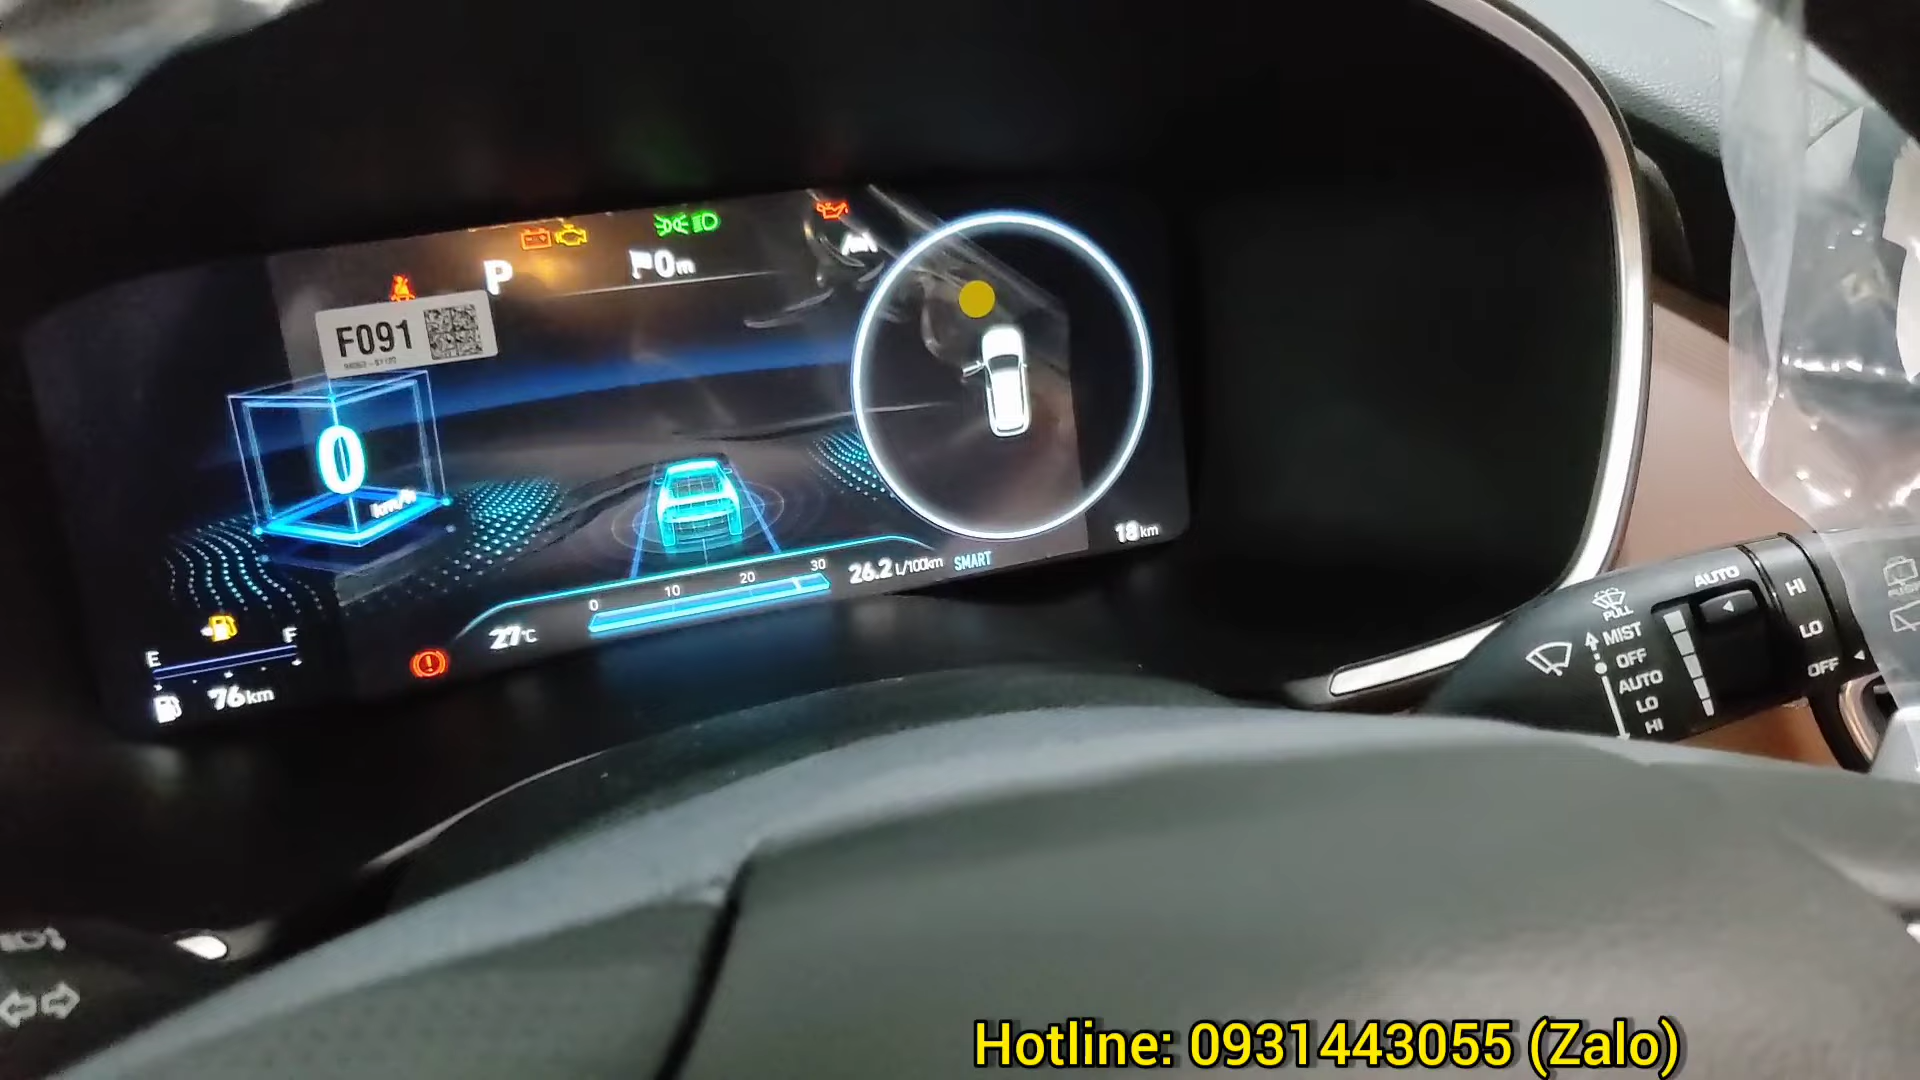 P
0m
F091
0
km/h
18km
0 10 20 30
26.2 L/100km SMART
27°C
E F
76km
AUTO
PULL
MIST
OFF
AUTO
LO
HI
HI
LO
OFF
Hotline: 0931443055 (Zalo)